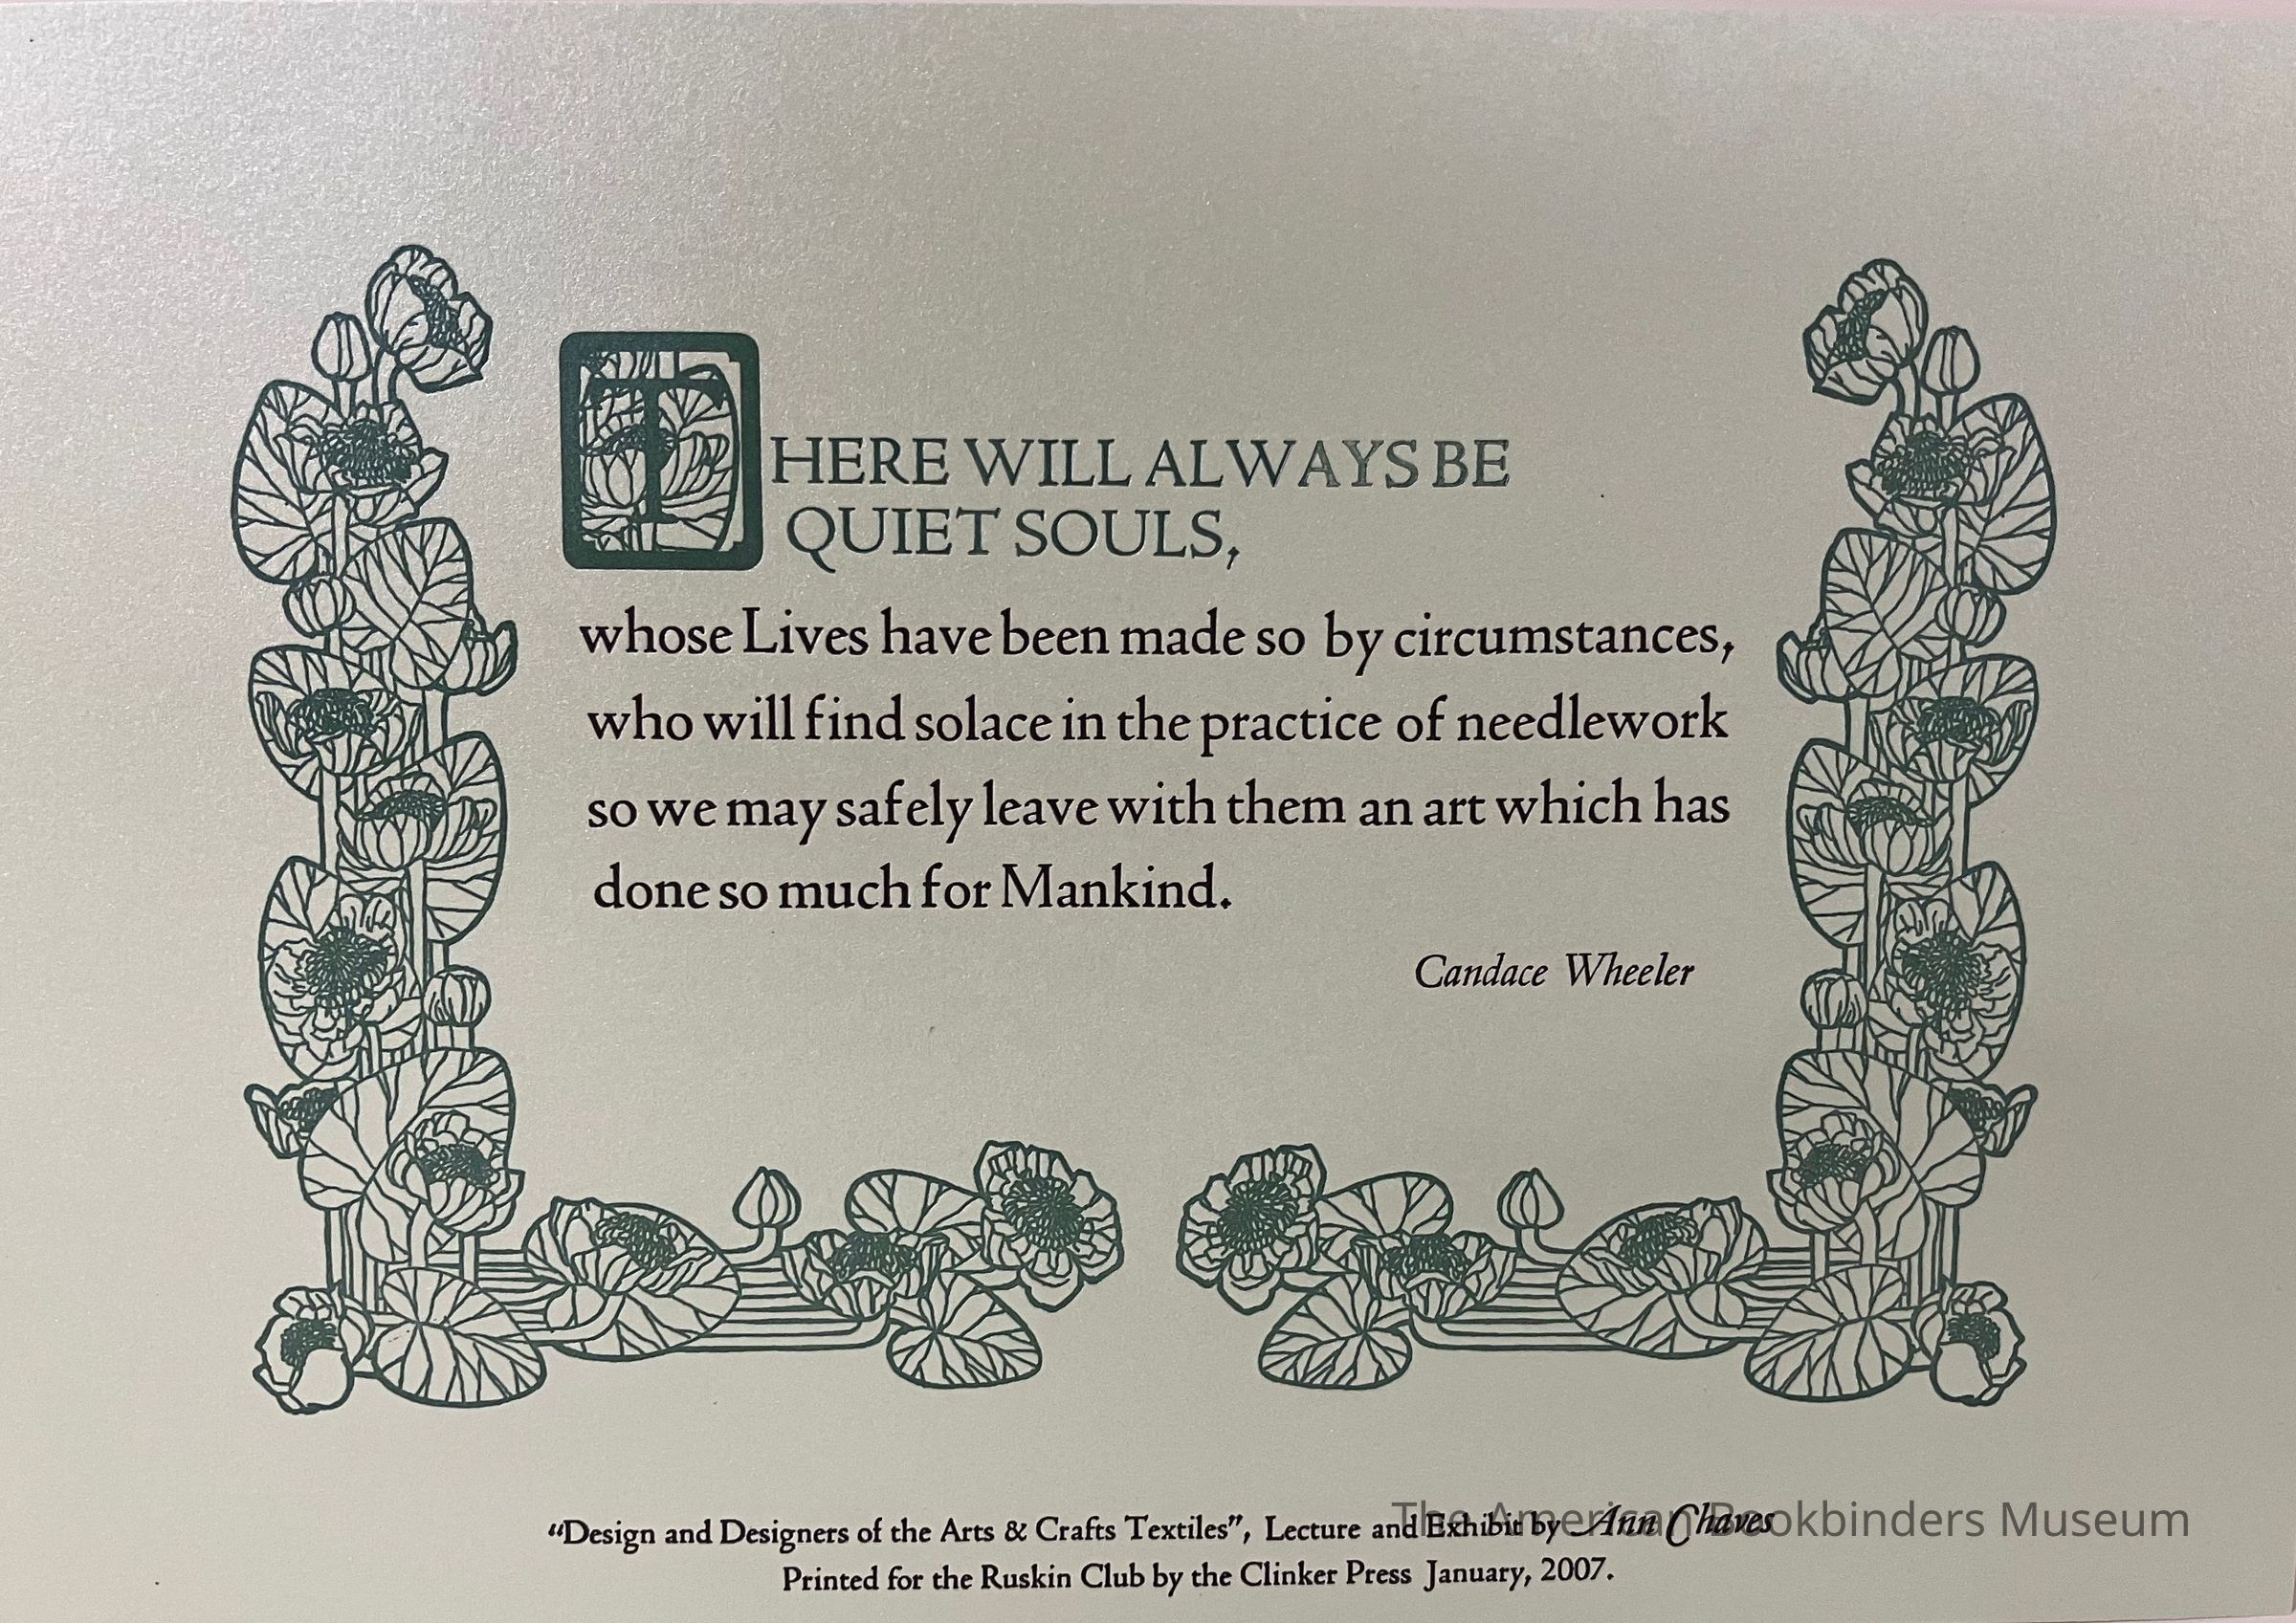 THERE WILL ALWAYS BE
QUIET SOULS,
whose Lives have been made so by circumstances,
who will find solace in the practice of needlework
so we may safely leave with them an art which has
done so much for Mankind.
Candace Wheeler
“Design and Designers of the Arts & Crafts Textiles”, Lecture and Exhibit by Ann Chaves
The American Bookbinders Museum
Printed for the Ruskin Club by the Clinker Press January, 2007.